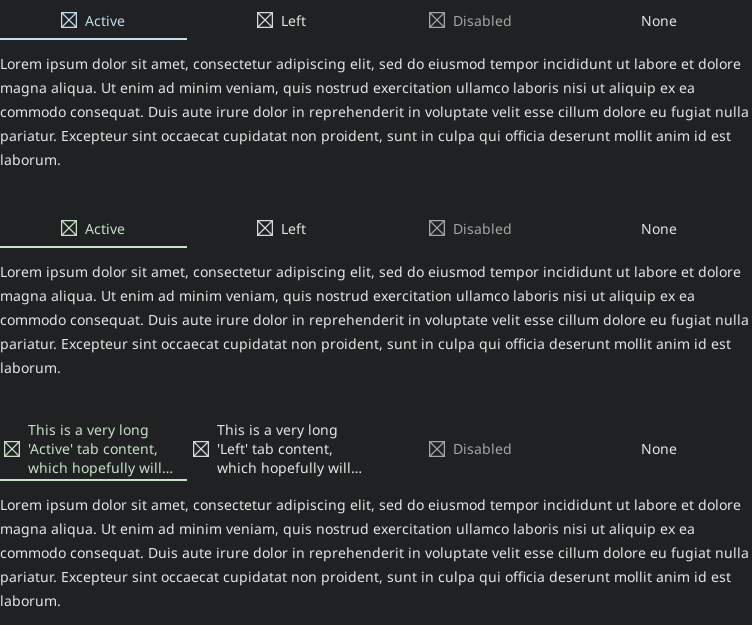 Active Left Disabled None
Lorem ipsum dolor sit amet, consectetur adipiscing elit, sed do eiusmod tempor incididunt ut labore et dolore
magna aliqua. Ut enim ad minim veniam, quis nostrud exercitation ullamco laboris nisi ut aliquip ex ea
commodo consequat. Duis aute irure dolor in reprehenderit in voluptate velit esse cillum dolore eu fugiat nulla
pariatur. Excepteur sint occaecat cupidatat non proident, sunt in culpa qui officia deserunt mollit anim id est
laborum.
Active Left Disabled None
Lorem ipsum dolor sit amet, consectetur adipiscing elit, sed do eiusmod tempor incididunt ut labore et dolore
magna aliqua. Ut enim ad minim veniam, quis nostrud exercitation ullamco laboris nisi ut aliquip ex ea
commodo consequat. Duis aute irure dolor in reprehenderit in voluptate velit esse cillum dolore eu fugiat nulla
pariatur. Excepteur sint occaecat cupidatat non proident, sunt in culpa qui officia deserunt mollit anim id est
laborum.
This is a very long
'Active' tab content,
which hopefully will...
This is a very long
'Left' tab content,
which hopefully will...
Disabled
None
Lorem ipsum dolor sit amet, consectetur adipiscing elit, sed do eiusmod tempor incididunt ut labore et dolore
magna aliqua. Ut enim ad minim veniam, quis nostrud exercitation ullamco laboris nisi ut aliquip ex ea
commodo consequat. Duis aute irure dolor in reprehenderit in voluptate velit esse cillum dolore eu fugiat nulla
pariatur. Excepteur sint occaecat cupidatat non proident, sunt in culpa qui officia deserunt mollit anim id est
laborum.